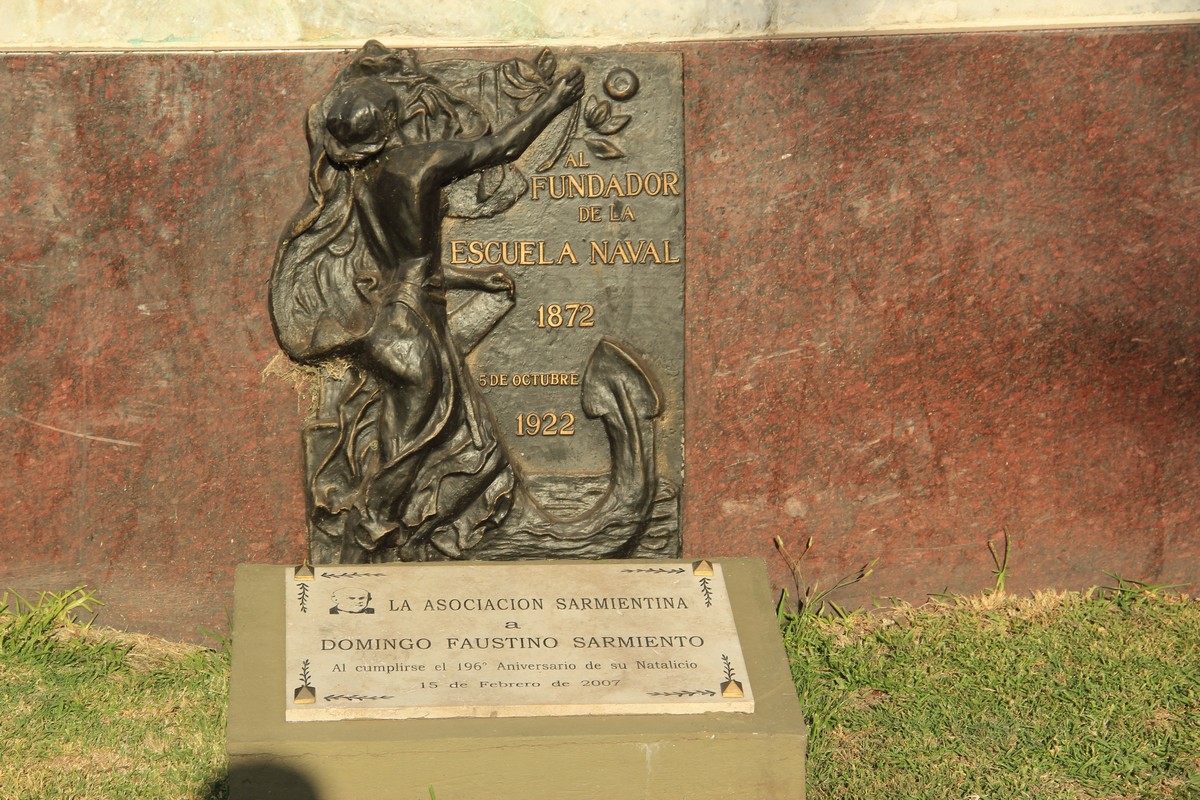 AL
FUNDADOR
DE LA
ESCUELA NAVAL
1872
5 DE OCTUBRE
1922
LA ASOCIACION SARMIENTINA
a
DOMINGO FAUSTINO SARMIENTO
Al cumplirse el 196° Aniversario de su Natalicio
15 de Febrero de 2007